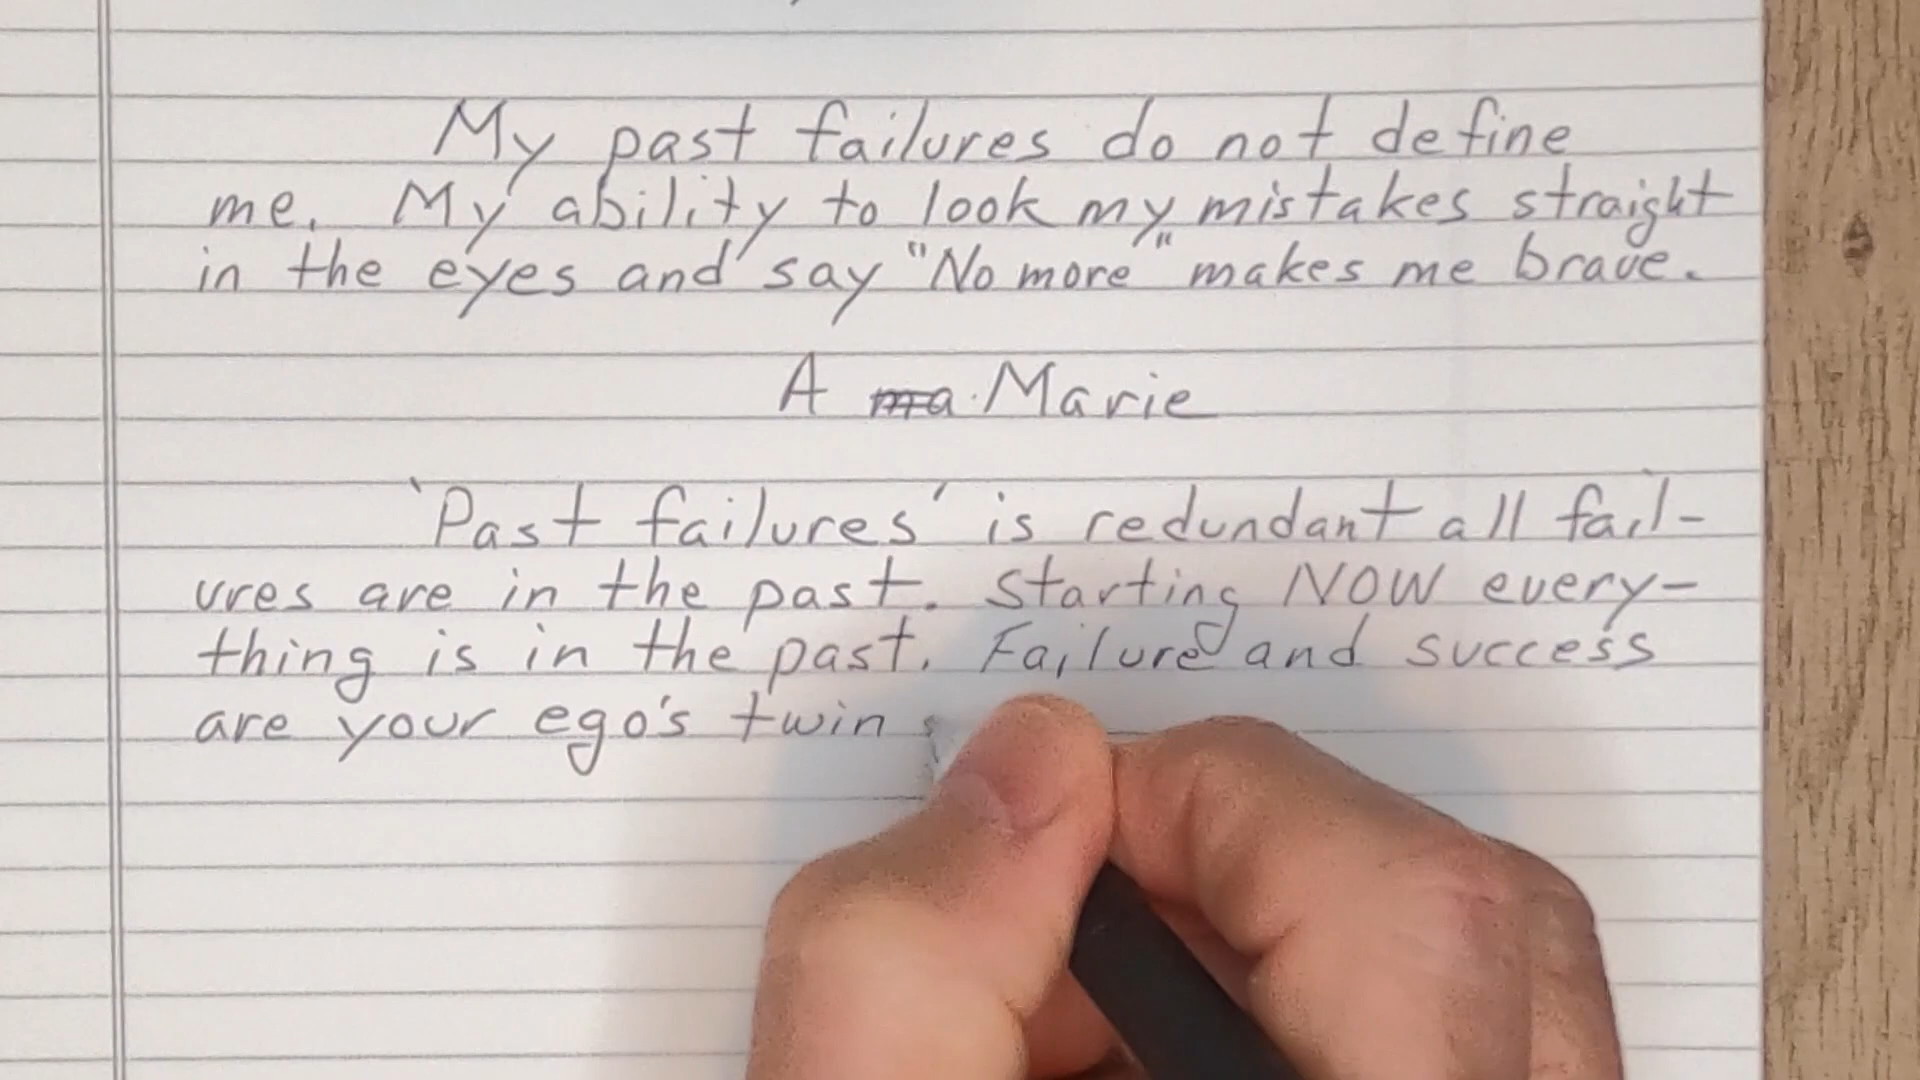 My past failures do not define
me. My ability to look my mistakes straight
in the eyes and say "No more" makes me brave.
A ma Marie
'Past failures' is redundant all fail-
ures are in the past. Starting NOW every-
thing is in the past. Failure and success
are your ego's twin